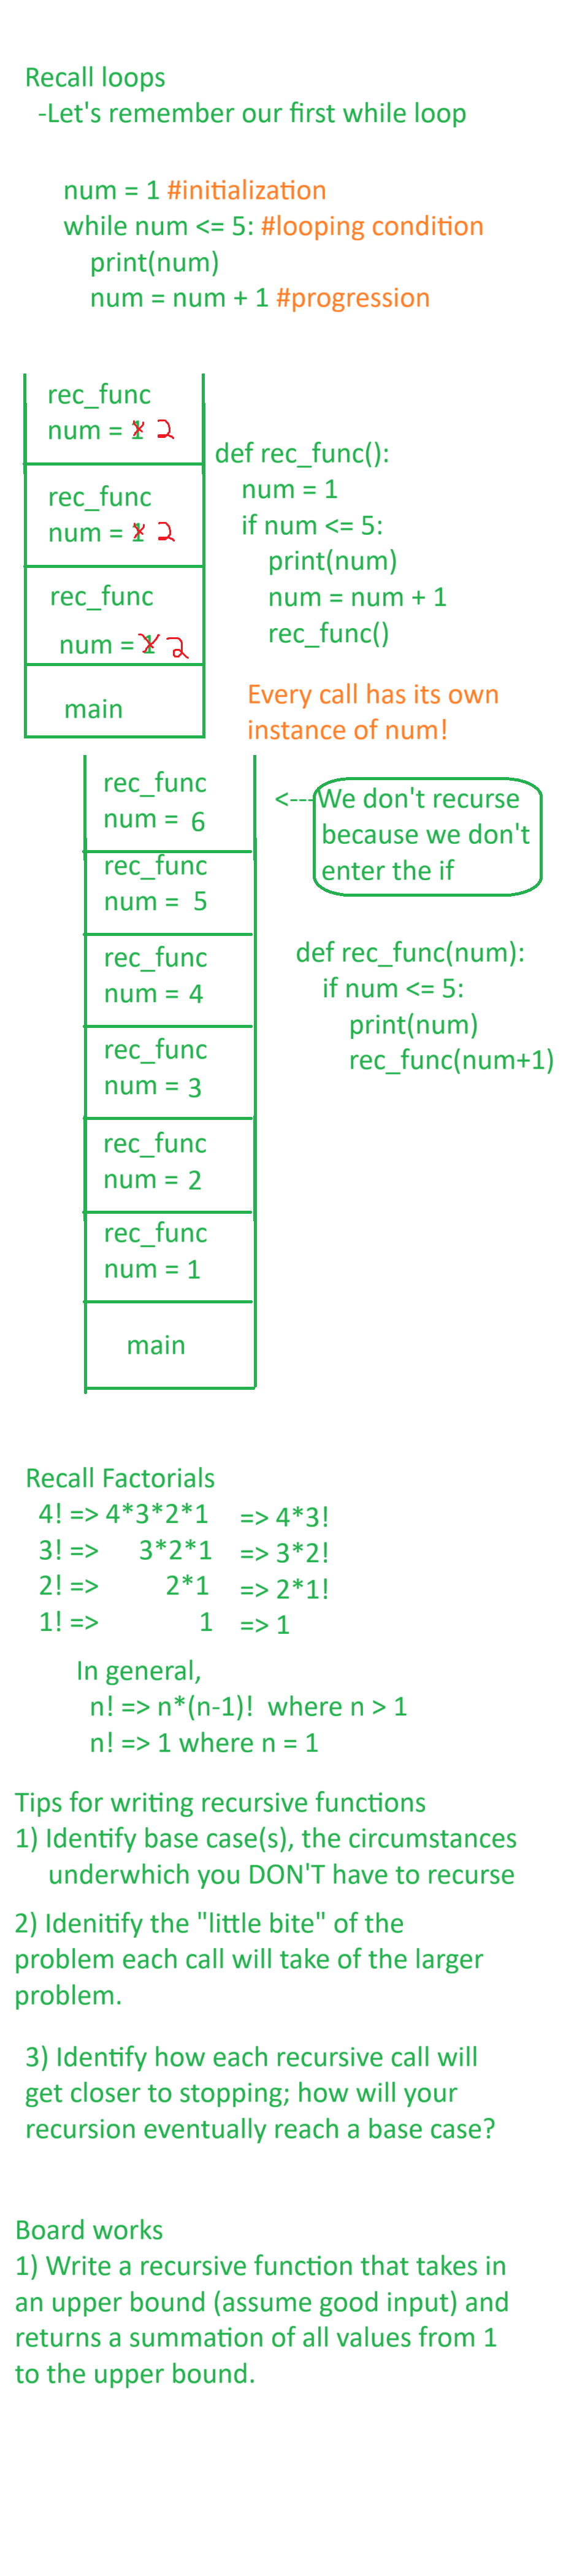 Recall loops
-Let's remember our first while loop
num = 1 #initialization
while num <= 5: #looping condition
print(num)
num = num + 1 #progression
rec_func
num = 1 2
rec_func
num = 1 2
rec_func
num = 1 2
main
def rec_func():
num = 1
if num <= 5:
print(num)
num = num + 1
rec_func()
Every call has its own
instance of num!
rec_func
num = 6
<---We don't recurse
because we don't
enter the if
rec_func
num = 5
rec_func
num = 4
rec_func
num = 3
rec_func
num = 2
rec_func
num = 1
main
def rec_func(num):
if num <= 5:
print(num)
rec_func(num+1)
Recall Factorials
4! => 4*3*2*1 => 4*3!
3! => 3*2*1 => 3*2!
2! => 2*1 => 2*1!
1! => 1 => 1
In general,
n! => n*(n-1)! where n > 1
n! => 1 where n = 1
Tips for writing recursive functions
1) Identify base case(s), the circumstances
underwhich you DON'T have to recurse
2) Idenitify the "little bite" of the
problem each call will take of the larger
problem.
3) Identify how each recursive call will
get closer to stopping; how will your
recursion eventually reach a base case?
Board works
1) Write a recursive function that takes in
an upper bound (assume good input) and
returns a summation of all values from 1
to the upper bound.